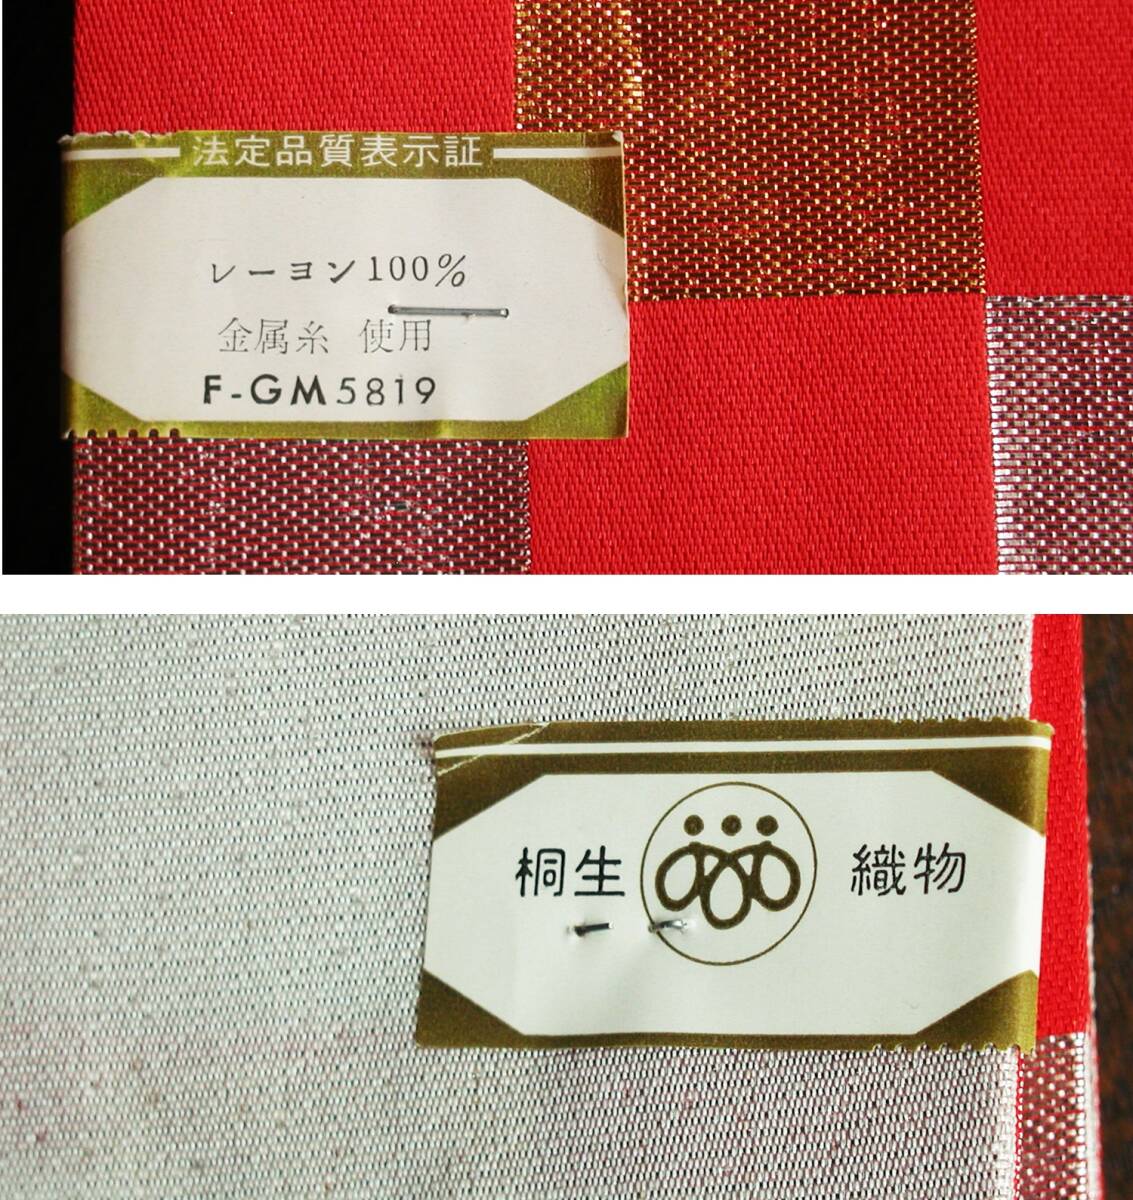 法定品質表示証
レーヨン100%
金属糸 使用
F-GM5819
桐生 織物